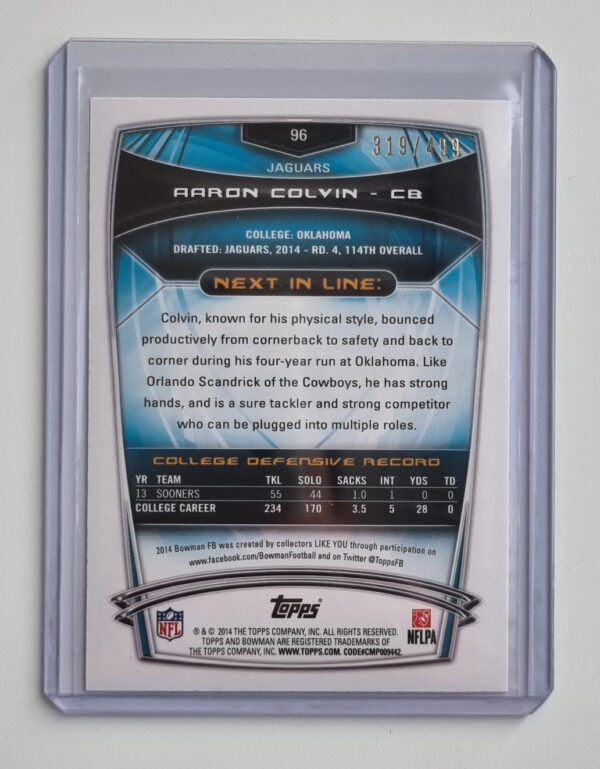 96
319/499
JAGUARS
AARON COLVIN - CB
COLLEGE: OKLAHOMA
DRAFTED: JAGUARS, 2014 - RD. 4, 114TH OVERALL
NEXT IN LINE:
Colvin, known for his physical style, bounced
productively from cornerback to safety and back to
corner during his four-year run at Oklahoma. Like
Orlando Scandrick of the Cowboys, he has strong
hands, and is a sure tackler and strong competitor
who can be plugged into multiple roles.
COLLEGE DEFENSIVE RECORD
YR TEAM TKL SOLO SACKS INT YDS TD
13 SOONERS 55 44 1.0 1 0 0
COLLEGE CAREER 234 170 3.5 5 28 0
2014 Bowman FB was created by collectors LIKE YOU through participation on
www.facebook.com/BowmanFootball and on Twitter @ToppsFB
topps
NFL
NFLPA
® & © 2014 THE TOPPS COMPANY, INC. ALL RIGHTS RESERVED.
TOPPS AND BOWMAN ARE REGISTERED TRADEMARKS OF
THE TOPPS COMPANY, INC. WWW.TOPPS.COM. CODE#CMP009442.